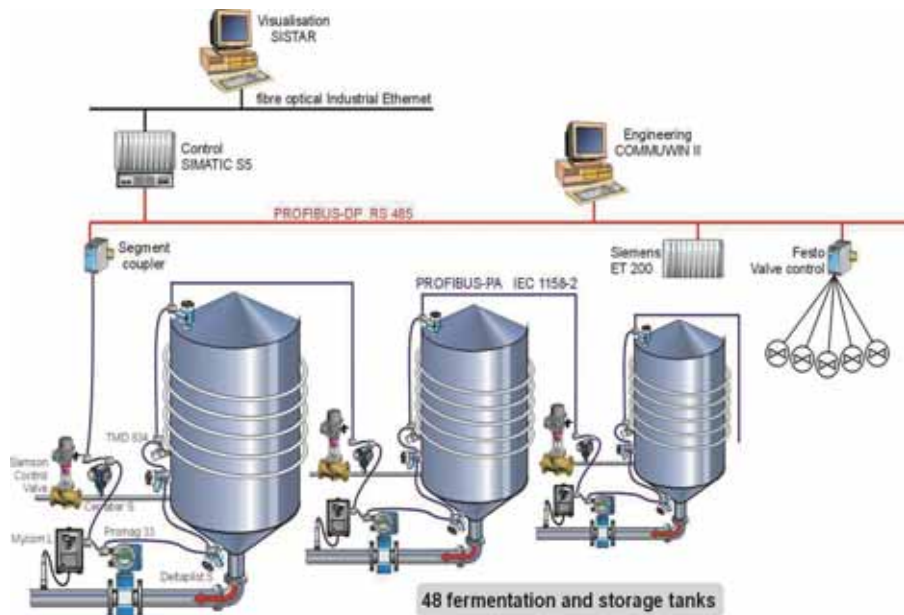 Visualisation
SISTAR
fibre optical Industrial Ethernet
Control
SIMATIC S5
Engineering
COMMUWIN II
PROFIBUS-DP RS 485
Segment
coupler
Siemens
ET 200
Festo
Valve control
PROFIBUS-PA IEC 1158-2
TMD 834
Samson
Control
Valve
Cerabar S
Mycom L
Promag 33
Deltapilot S
48 fermentation and storage tanks